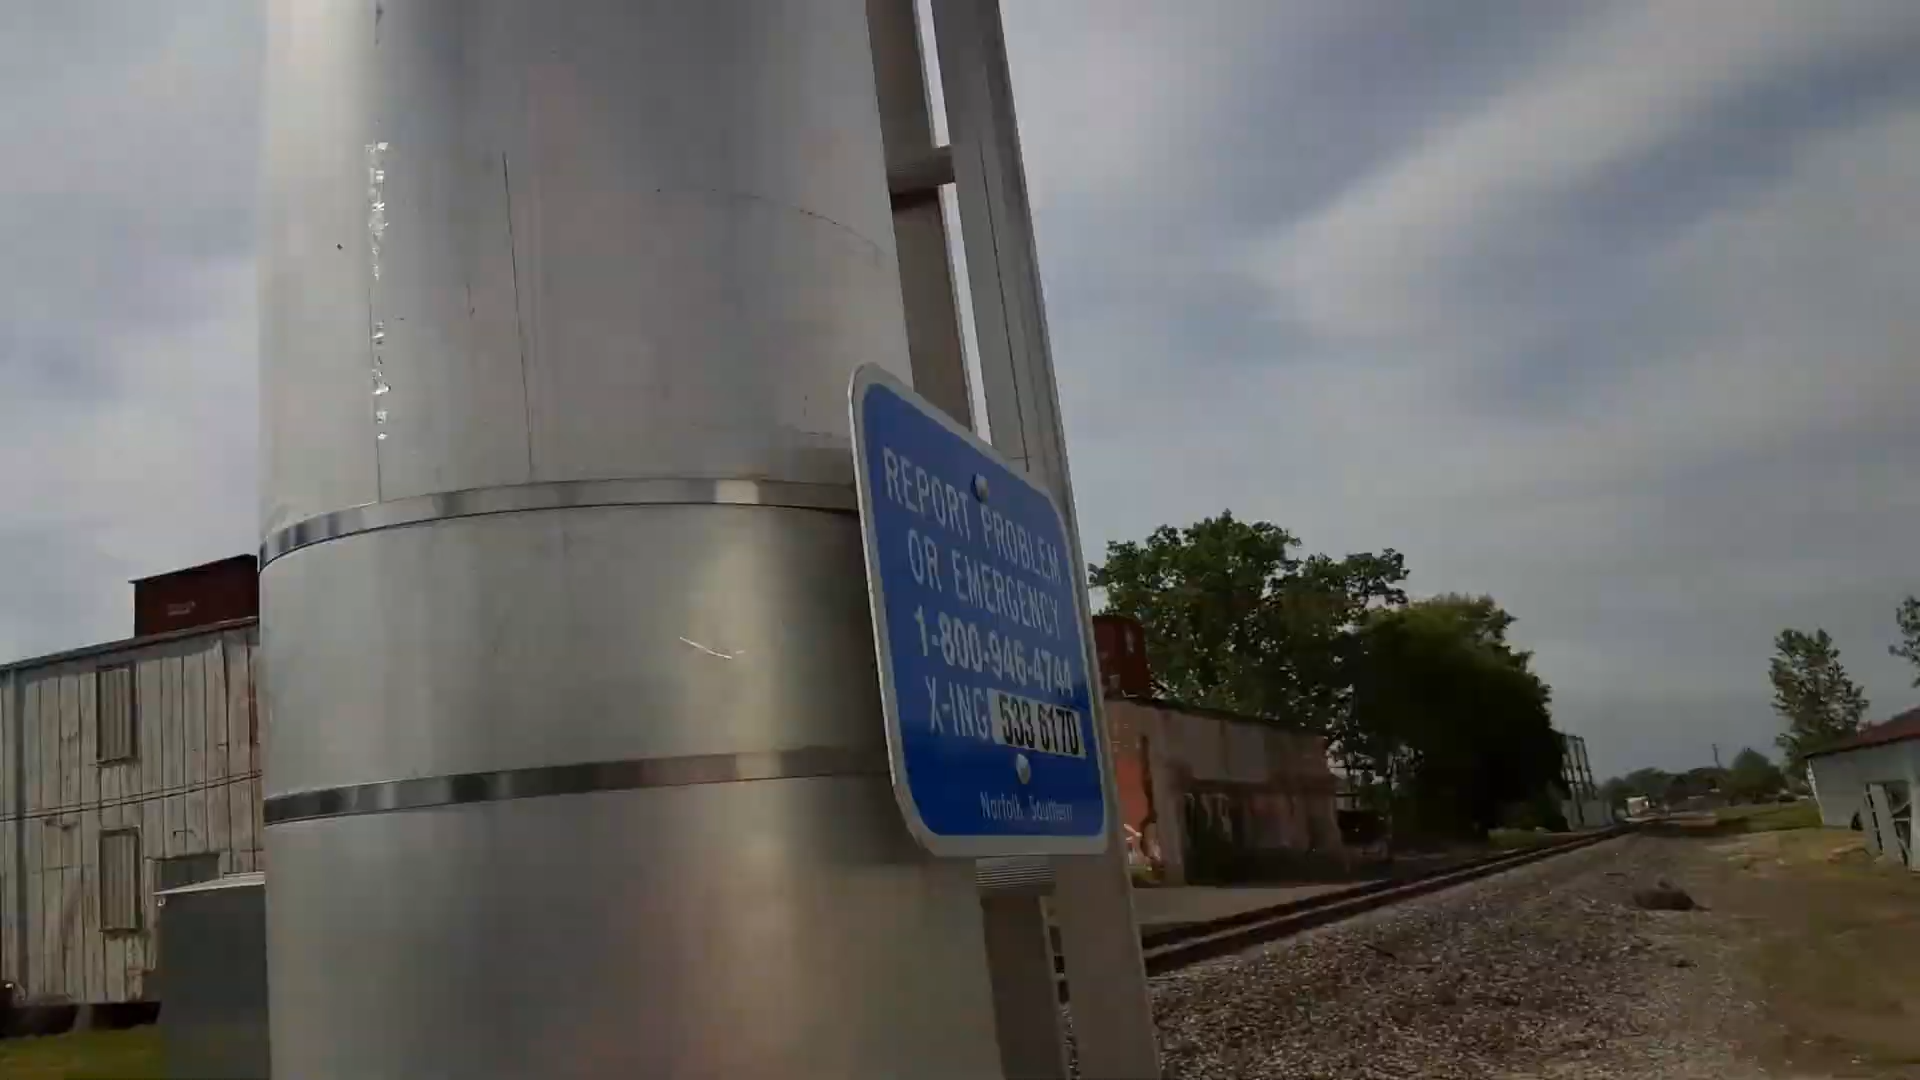 REPORT PROBLEM
OR EMERGENCY
1-800-946-4744
X-ING 533 617D
Norfolk Southern